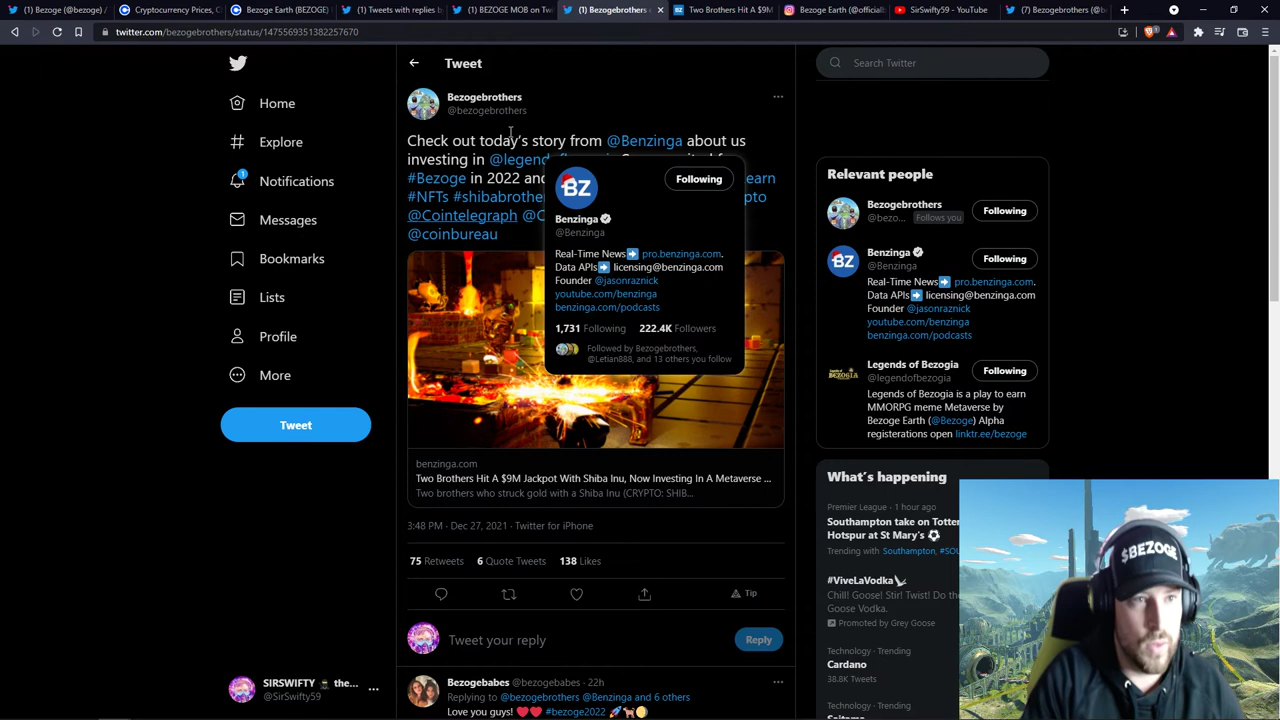 (1) Bezoge (@bezoge) / Twi
Cryptocurrency Prices, C
Bezoge Earth (BEZOGE)
(1) Tweets with replies b
(1) BEZOGE MOB on Tw
(1) Bezogebrothers
Two Brothers Hit A $9M
Bezoge Earth (@official
SirSwifty59 - YouTube
(7) Bezogebrothers (@b
twitter.com/bezogebrothers/status/1475569351382257670
Home
Explore
1
Notifications
Messages
Bookmarks
Lists
Profile
More
Tweet
SIRSWIFTY the...
@SirSwifty59
Tweet
Bezogebrothers
@bezogebrothers
Check out today's story from @Benzinga about us
investing in @legend
#Bezoge in 2022 and earn
#NFTs #shibabrothe pto
@Cointelegraph @C
@coinbureau
BZ
Following
Benzinga
@Benzinga
Real-Time News pro.benzinga.com.
Data APIs licensing@benzinga.com
Founder @jasonraznick
youtube.com/benzinga
benzinga.com/podcasts
1,731 Following 222.4K Followers
Followed by Bezogebrothers,
@Letian888, and 13 others you follow
benzinga.com
Two Brothers Hit A $9M Jackpot With Shiba Inu, Now Investing In A Metaverse ...
Two brothers who struck gold with a Shiba Inu (CRYPTO: SHIB...
3:48 PM · Dec 27, 2021 · Twitter for iPhone
75 Retweets 6 Quote Tweets 138 Likes
Tip
Tweet your reply
Reply
Bezogebabes @bezogebabes · 22h
Replying to @bezogebrothers @Benzinga and 6 others
Love you guys! #bezoge2022
Search Twitter
Relevant people
Bezogebrothers
@bezo... Follows you
Following
BZ
Benzinga
@Benzinga
Following
Real-Time News pro.benzinga.com.
Data APIs licensing@benzinga.com
Founder @jasonraznick
youtube.com/benzinga
benzinga.com/podcasts
Legends of Bezogia
@legendofbezogia
Following
Legends of Bezogia is a play to earn
MMORPG meme Metaverse by
Bezoge Earth (@Bezoge) Alpha
registerations open linktr.ee/bezoge
What's happening
Premier League · 1 hour ago
Southampton take on Totter
Hotspur at St Mary's
Trending with Southampton, #SOU
#ViveLaVodka
Chill! Goose! Stir! Twist! Do the
Goose Vodka.
Promoted by Grey Goose
Technology · Trending
Cardano
38.8K Tweets
Technology · Trending
$BEZOGE